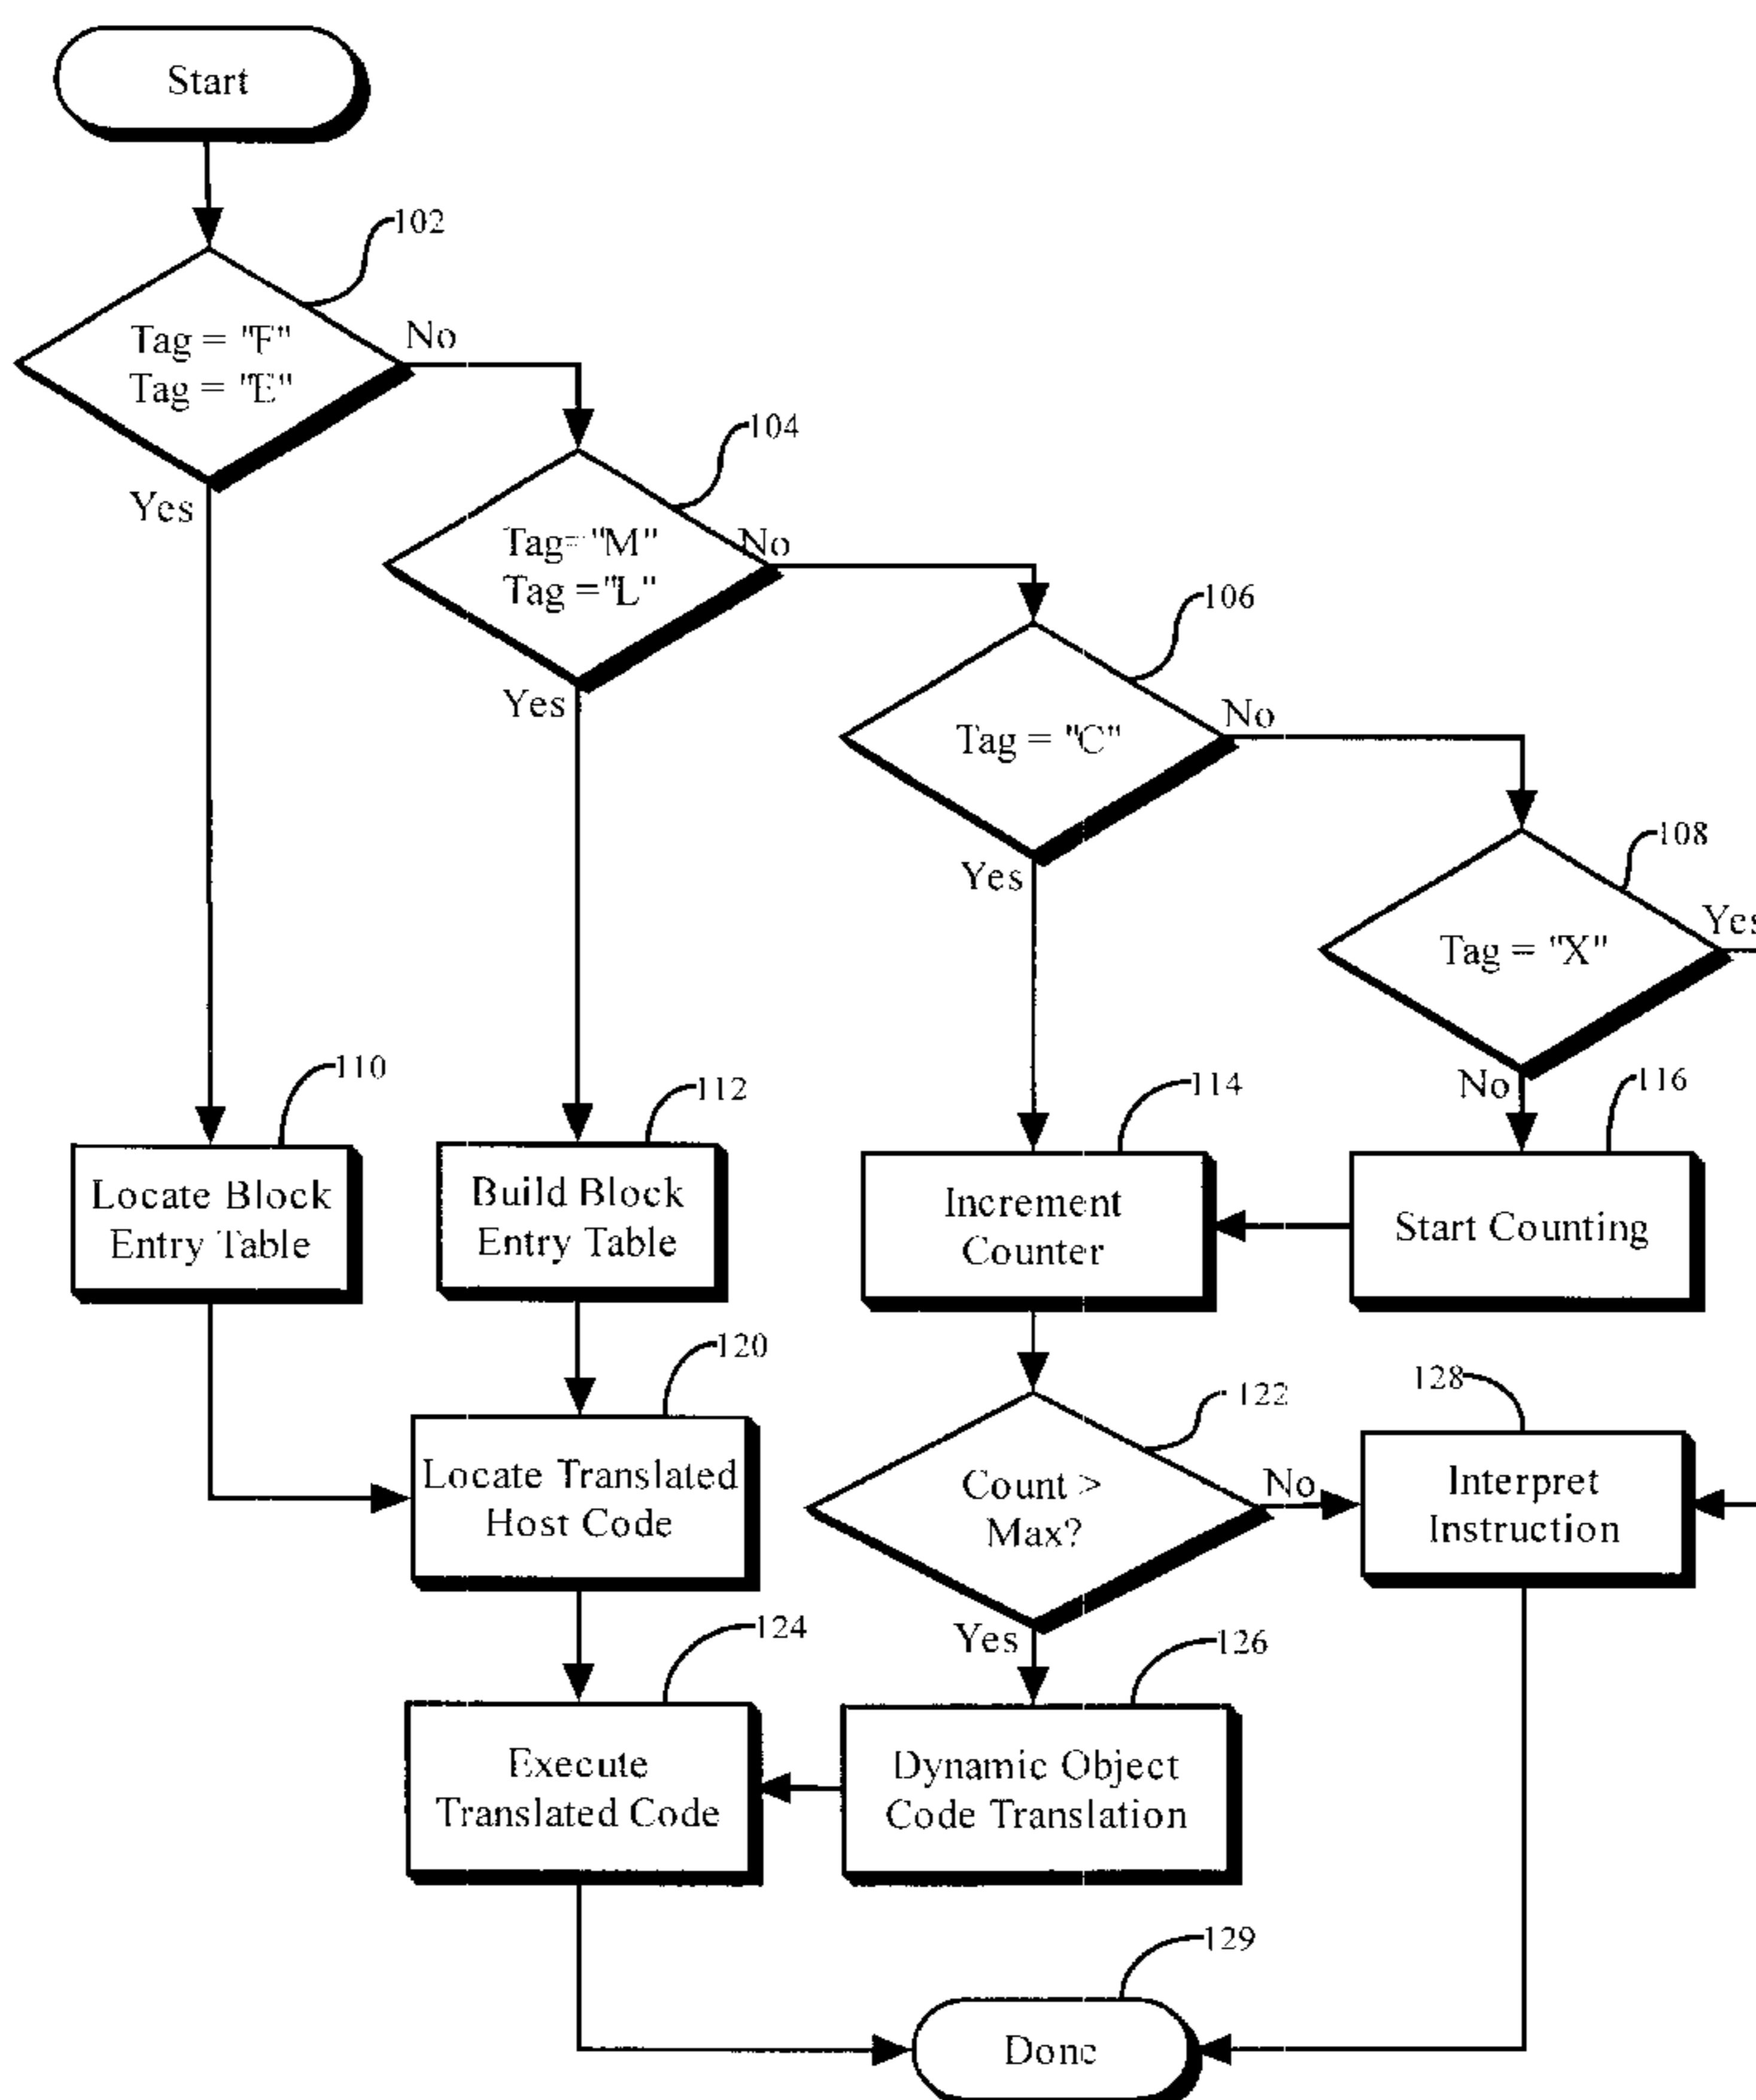 Start
102
Tag = "F"
Tag = "E"
No
Yes
104
Tag= "M"
Tag ="L"
No
Yes
106
Tag = "C"
No
Yes
108
Tag = "X"
Yes
No
110
Locate Block
Entry Table
112
Build Block
Entry Table
114
Increment
Counter
116
Start Counting
120
Locate Translated
Host Code
122
Count >
Max?
No
Yes
128
Interpret
Instruction
124
Execute
Translated Code
126
Dynamic Object
Code Translation
129
Done